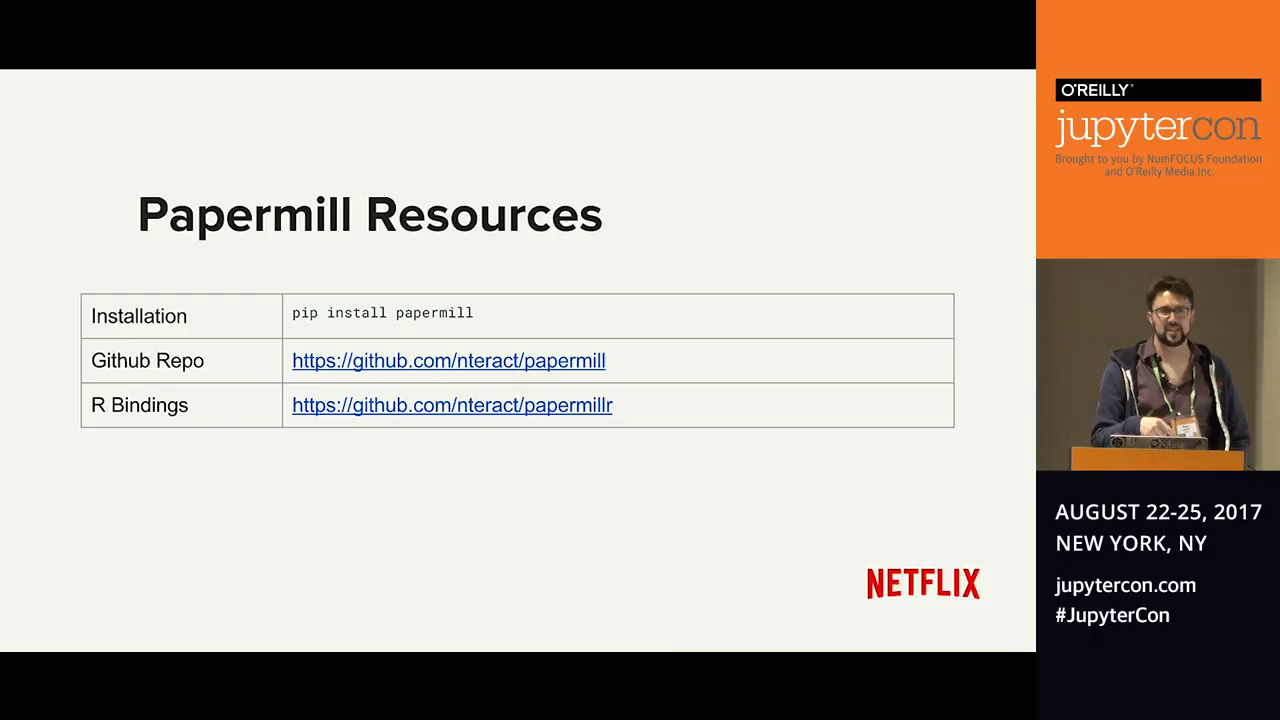 Papermill Resources
Installation
pip install papermill
Github Repo
https://github.com/nteract/papermill
R Bindings
https://github.com/nteract/papermillr
NETFLIX
O'REILLY®
jupytercon
Brought to you by NumFOCUS Foundation
and O'Reilly Media Inc.
AUGUST 22-25, 2017
NEW YORK, NY
jupytercon.com
#JupyterCon